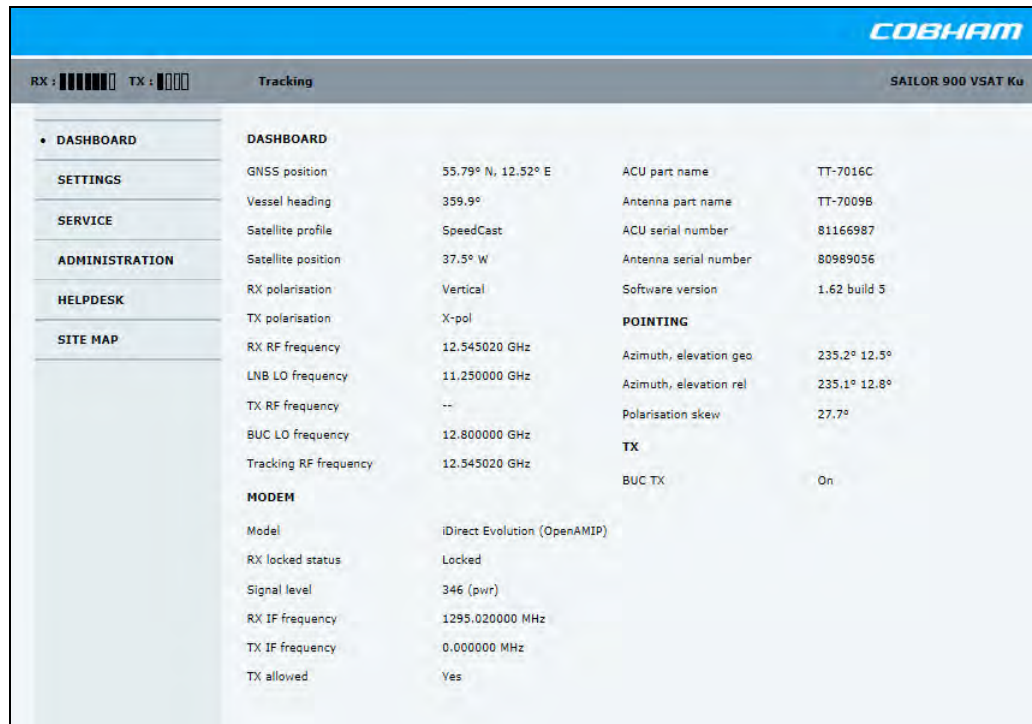 COBHAM
RX : TX : Tracking SAILOR 900 VSAT Ku
• DASHBOARD
SETTINGS
SERVICE
ADMINISTRATION
HELPDESK
SITE MAP
DASHBOARD
GNSS position 55.79° N, 12.52° E
Vessel heading 359.9°
Satellite profile SpeedCast
Satellite position 37.5° W
RX polarisation Vertical
TX polarisation X-pol
RX RF frequency 12.545020 GHz
LNB LO frequency 11.250000 GHz
TX RF frequency --
BUC LO frequency 12.800000 GHz
Tracking RF frequency 12.545020 GHz
MODEM
Model iDirect Evolution (OpenAMIP)
RX locked status Locked
Signal level 346 (pwr)
RX IF frequency 1295.020000 MHz
TX IF frequency 0.000000 MHz
TX allowed Yes
ACU part name TT-7016C
Antenna part name TT-7009B
ACU serial number 81166987
Antenna serial number 80989056
Software version 1.62 build 5
POINTING
Azimuth, elevation geo 235.2° 12.5°
Azimuth, elevation rel 235.1° 12.8°
Polarisation skew 27.7°
TX
BUC TX On